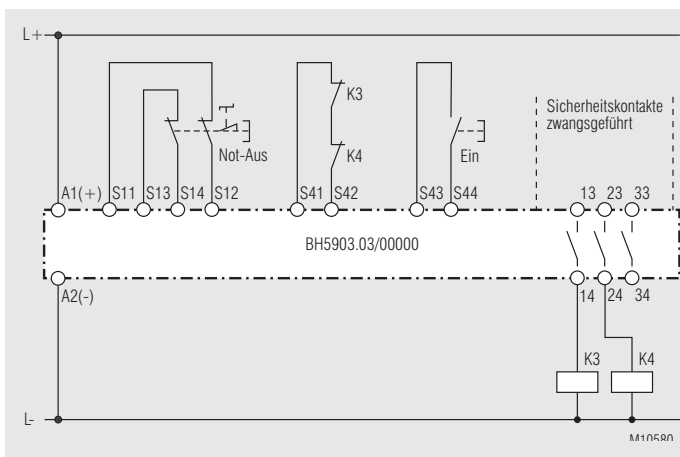 L+
K3
K4
Not-Aus
Ein
Sicherheitskontakte
zwangsgeführt
A1(+) S11 S13 S14 S12 S41 S42 S43 S44 13 23 33
BH5903.03/00000
A2(-) 14 24 34
K3 K4
L-
M10580